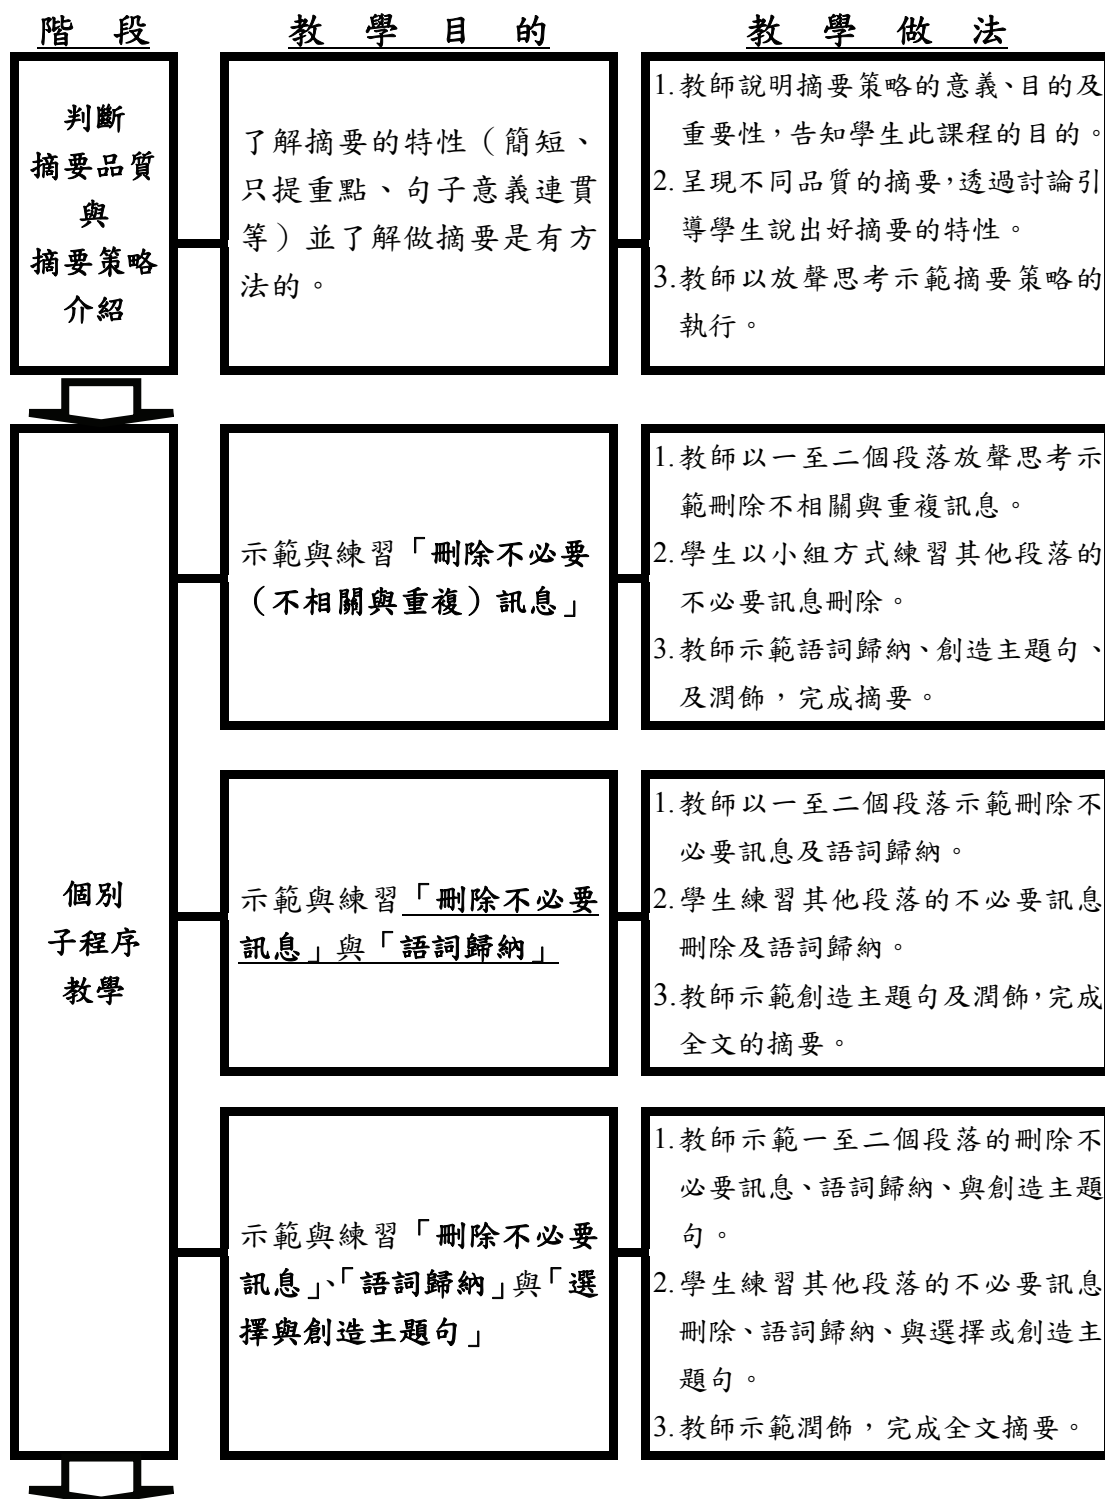 階 段
教 學 目 的
教 學 做 法
判斷
摘要品質
與
摘要策略
介紹
了解摘要的特性（簡短、
只提重點、句子意義連貫
等）並了解做摘要是有方
法的。
1.教師說明摘要策略的意義、目的及
重要性，告知學生此課程的目的。
2.呈現不同品質的摘要，透過討論引
導學生說出好摘要的特性。
3.教師以放聲思考示範摘要策略的
執行。
個別
子程序
教學
示範與練習「刪除不必要
（不相關與重複）訊息」
1.教師以一至二個段落放聲思考示
範刪除不相關與重複訊息。
2.學生以小組方式練習其他段落的
不必要訊息刪除。
3.教師示範語詞歸納、創造主題句、
及潤飾，完成摘要。
示範與練習「刪除不必要
訊息」與「語詞歸納」
1.教師以一至二個段落示範刪除不
必要訊息及語詞歸納。
2.學生練習其他段落的不必要訊息
刪除及語詞歸納。
3.教師示範創造主題句及潤飾，完成
全文的摘要。
示範與練習「刪除不必要
訊息」、「語詞歸納」與「選
擇與創造主題句」
1.教師示範一至二個段落的刪除不
必要訊息、語詞歸納、與創造主題
句。
2.學生練習其他段落的不必要訊息
刪除、語詞歸納、與選擇或創造主
題句。
3.教師示範潤飾，完成全文摘要。